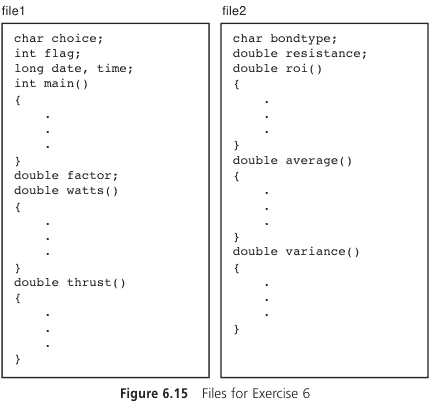 file1
char choice;
int flag;
long date, time;
int main()
{
.
.
.
}
double factor;
double watts()
{
.
.
.
}
double thrust()
{
.
.
.
}
file2
char bondtype;
double resistance;
double roi()
{
.
.
.
}
double average()
{
.
.
.
}
double variance()
{
.
.
.
}
Figure 6.15 Files for Exercise 6